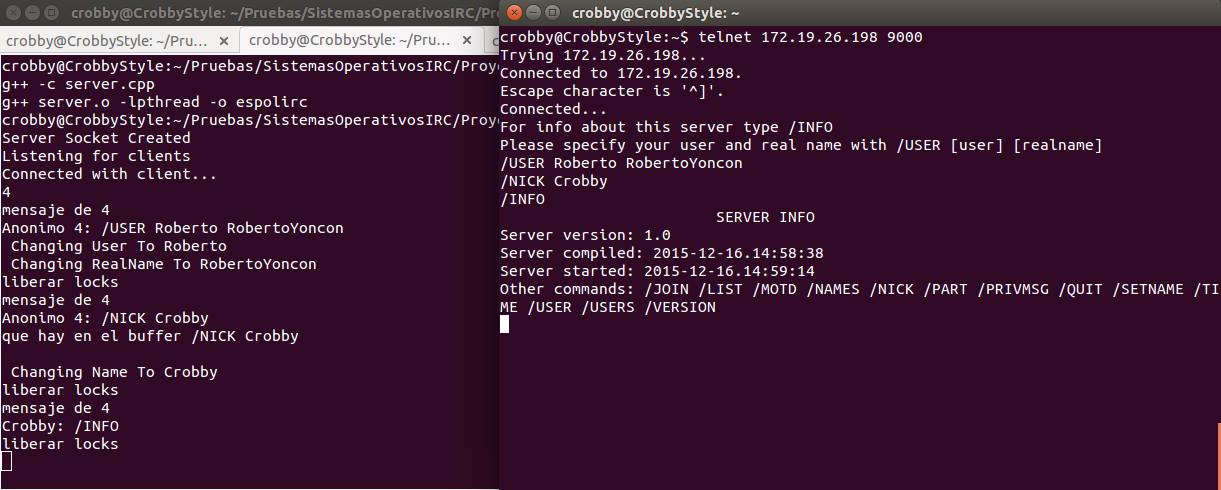 crobby@CrobbyStyle: ~/Pruebas/SistemasOperativosIRC/Pro
crobby@CrobbyStyle: ~/Pru... × crobby@CrobbyStyle: ~/Pru... ×
crobby@CrobbyStyle:~/Pruebas/SistemasOperativosIRC/Proy
g++ -c server.cpp
g++ server.o -lpthread -o espolirc
crobby@CrobbyStyle:~/Pruebas/SistemasOperativosIRC/Proy
Server Socket Created
Listening for clients
Connected with client...
4
mensaje de 4
Anonimo 4: /USER Roberto RobertoYoncon
Changing User To Roberto
Changing RealName To RobertoYoncon
liberar locks
mensaje de 4
Anonimo 4: /NICK Crobby
que hay en el buffer /NICK Crobby
Changing Name To Crobby
liberar locks
mensaje de 4
Crobby: /INFO
liberar locks
crobby@CrobbyStyle: ~
crobby@CrobbyStyle:~$ telnet 172.19.26.198 9000
Trying 172.19.26.198...
Connected to 172.19.26.198.
Escape character is '^]'.
Connected...
For info about this server type /INFO
Please specify your user and real name with /USER [user] [realname]
/USER Roberto RobertoYoncon
/NICK Crobby
/INFO
SERVER INFO
Server version: 1.0
Server compiled: 2015-12-16.14:58:38
Server started: 2015-12-16.14:59:14
Other commands: /JOIN /LIST /MOTD /NAMES /NICK /PART /PRIVMSG /QUIT /SETNAME /TI
ME /USER /USERS /VERSION